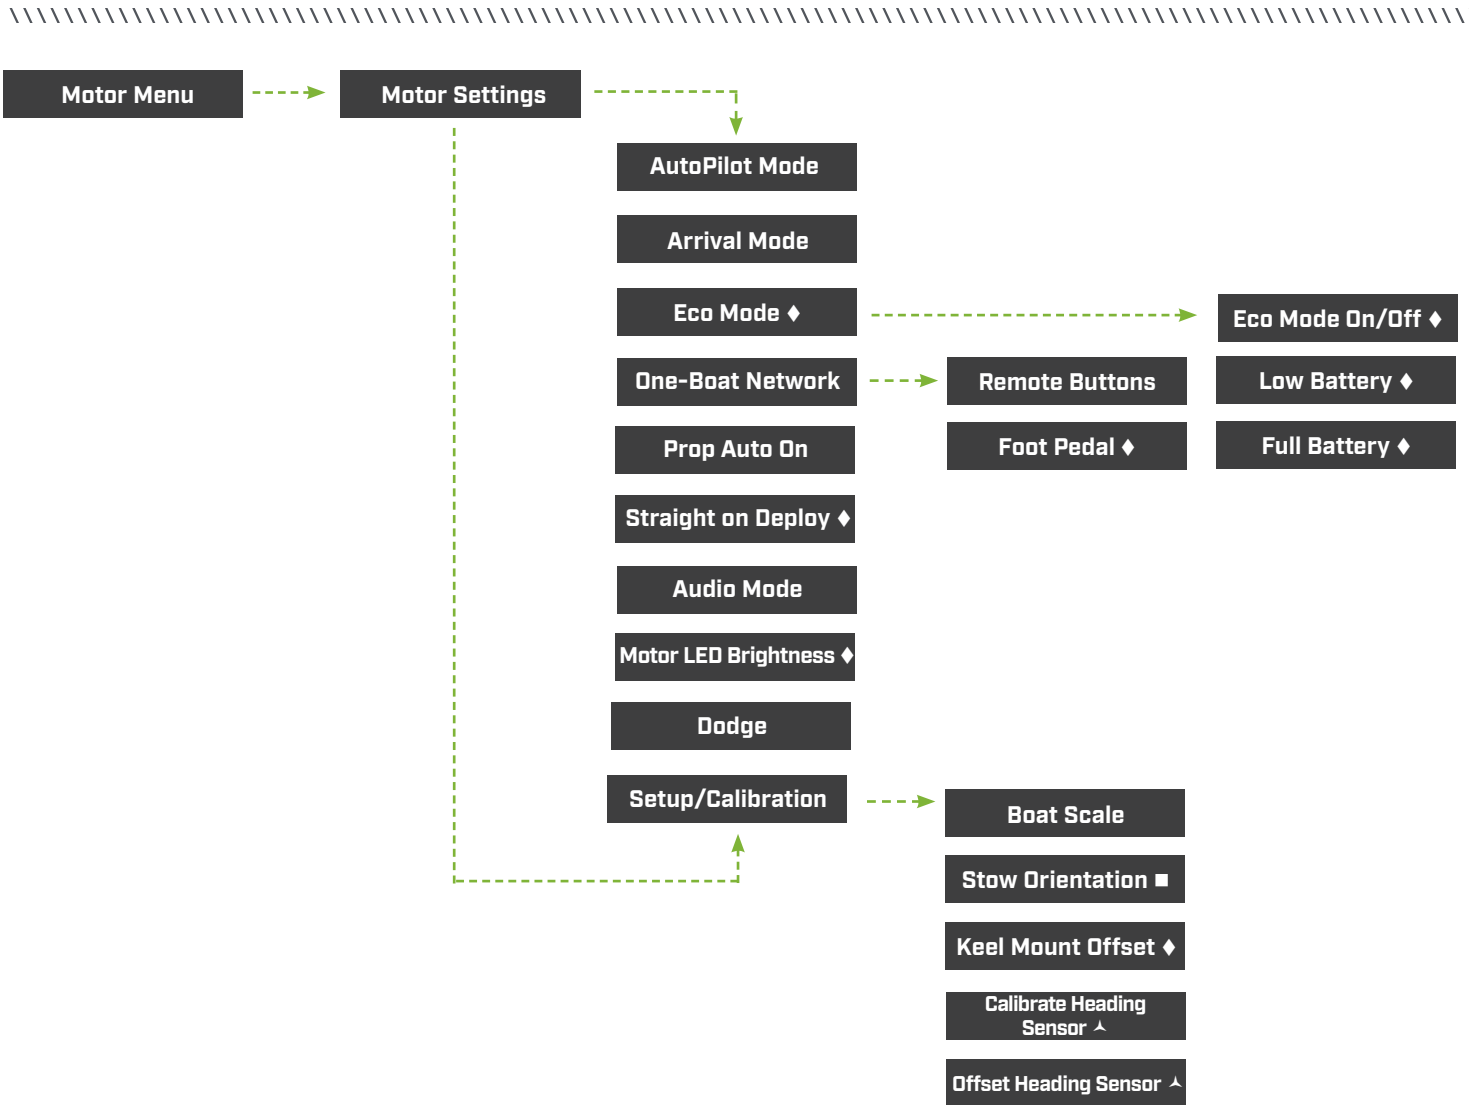 Motor Menu
Motor Settings
AutoPilot Mode
Arrival Mode
Eco Mode ♦
Eco Mode On/Off ♦
One-Boat Network
Remote Buttons
Low Battery ♦
Prop Auto On
Foot Pedal ♦
Full Battery ♦
Straight on Deploy ♦
Audio Mode
Motor LED Brightness ♦
Dodge
Setup/Calibration
Boat Scale
Stow Orientation ■
Keel Mount Offset ♦
Calibrate Heading
Sensor ⅄
Offset Heading Sensor ⅄